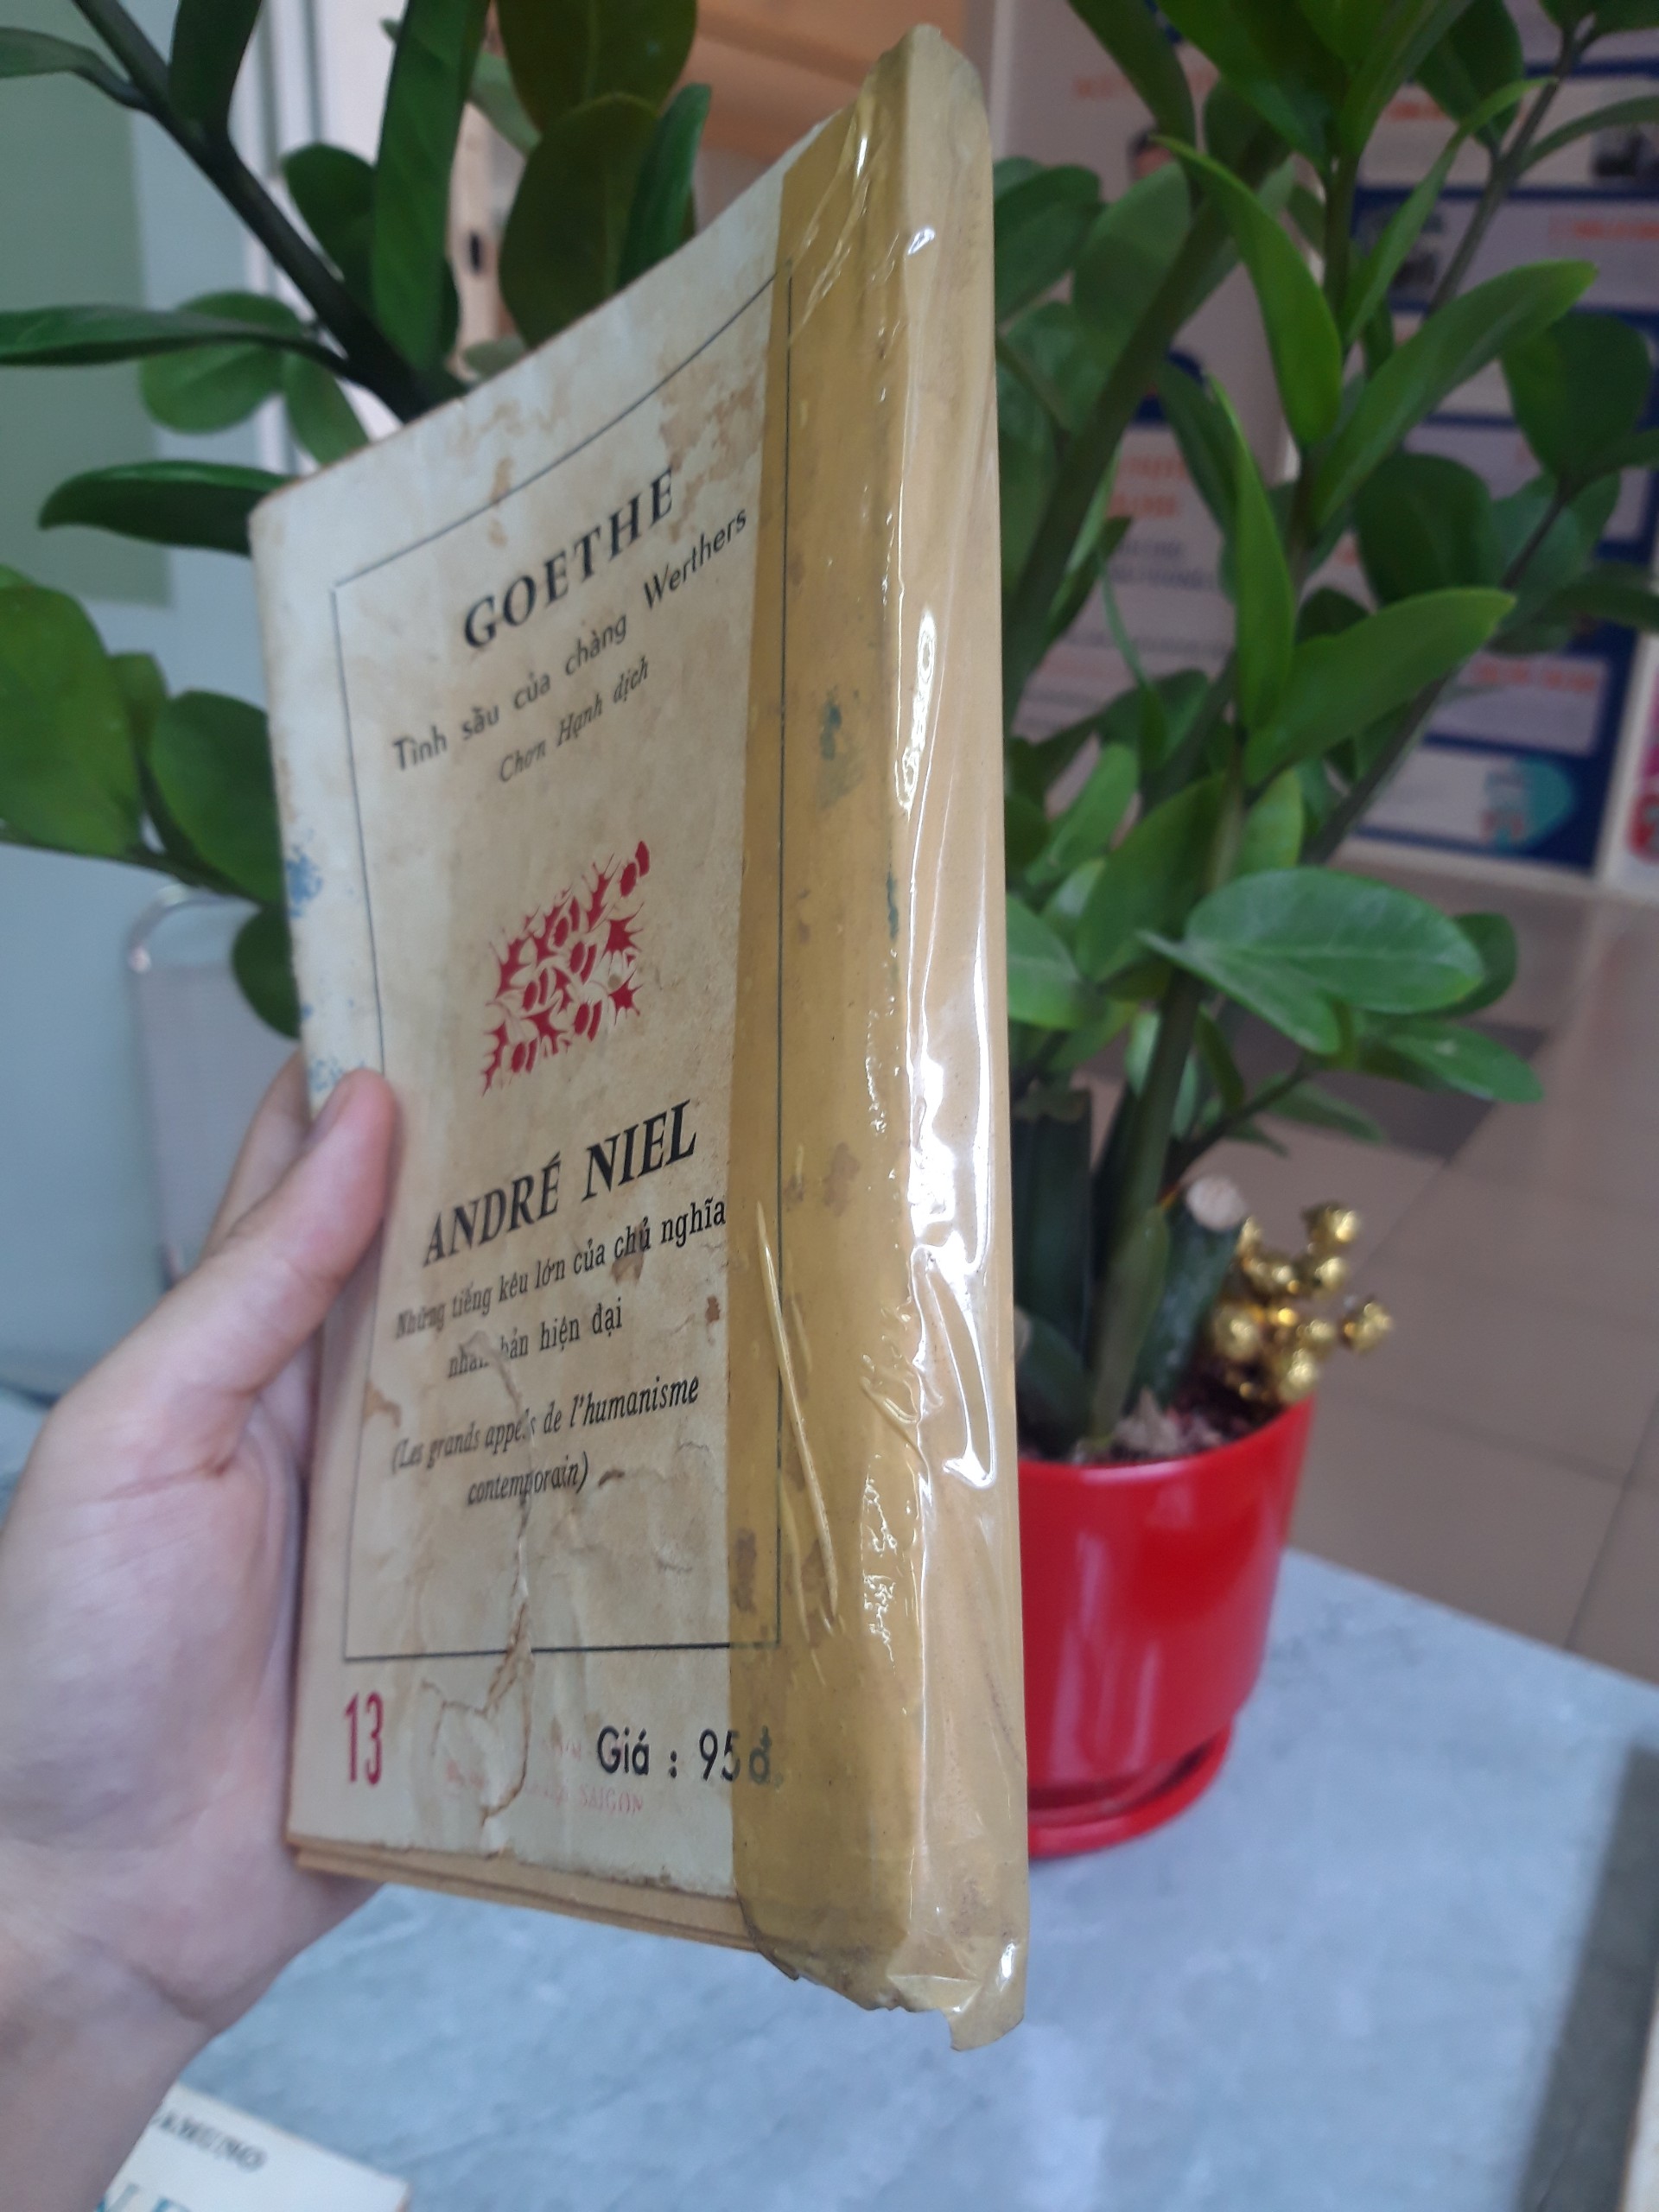 GOETHE
Tình sầu của chàng Werthers
Chơn Hạnh dịch
ANDRÉ NIEL
Những tiếng kêu lớn của chủ nghĩa
nhân bản hiện đại
(Les grands appels de l'humanisme
contemporain)
13
Giá : 95đ
SAIGON